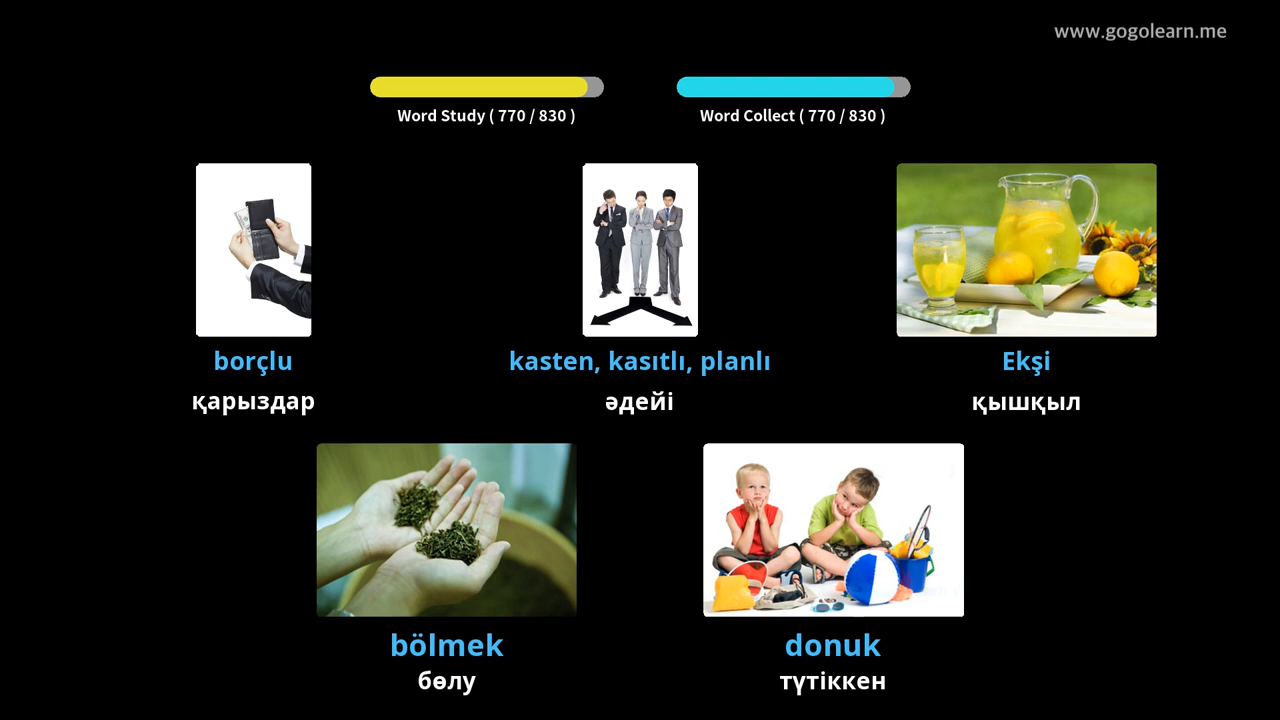 www.gogolearn.me
Word Study ( 770 / 830 )
Word Collect ( 770 / 830 )
borçlu
қарыздар
kasten, kasıtlı, planlı
әдейі
Ekşi
қышқыл
bölmek
бөлу
donuk
түтіккен